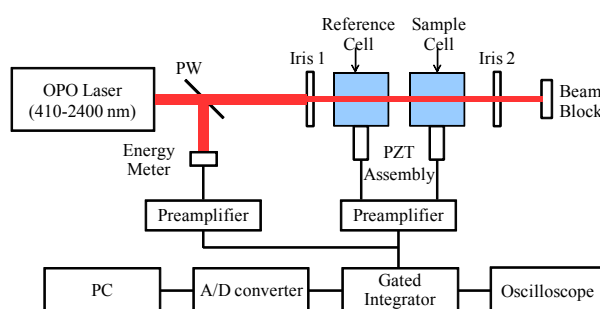 Reference
Cell
Sample
Cell
Iris 1
Iris 2
PW
OPO Laser
(410-2400 nm)
Beam
Block
Energy
Meter
PZT
Assembly
Preamplifier
Preamplifier
PC
A/D converter
Gated
Integrator
Oscilloscope